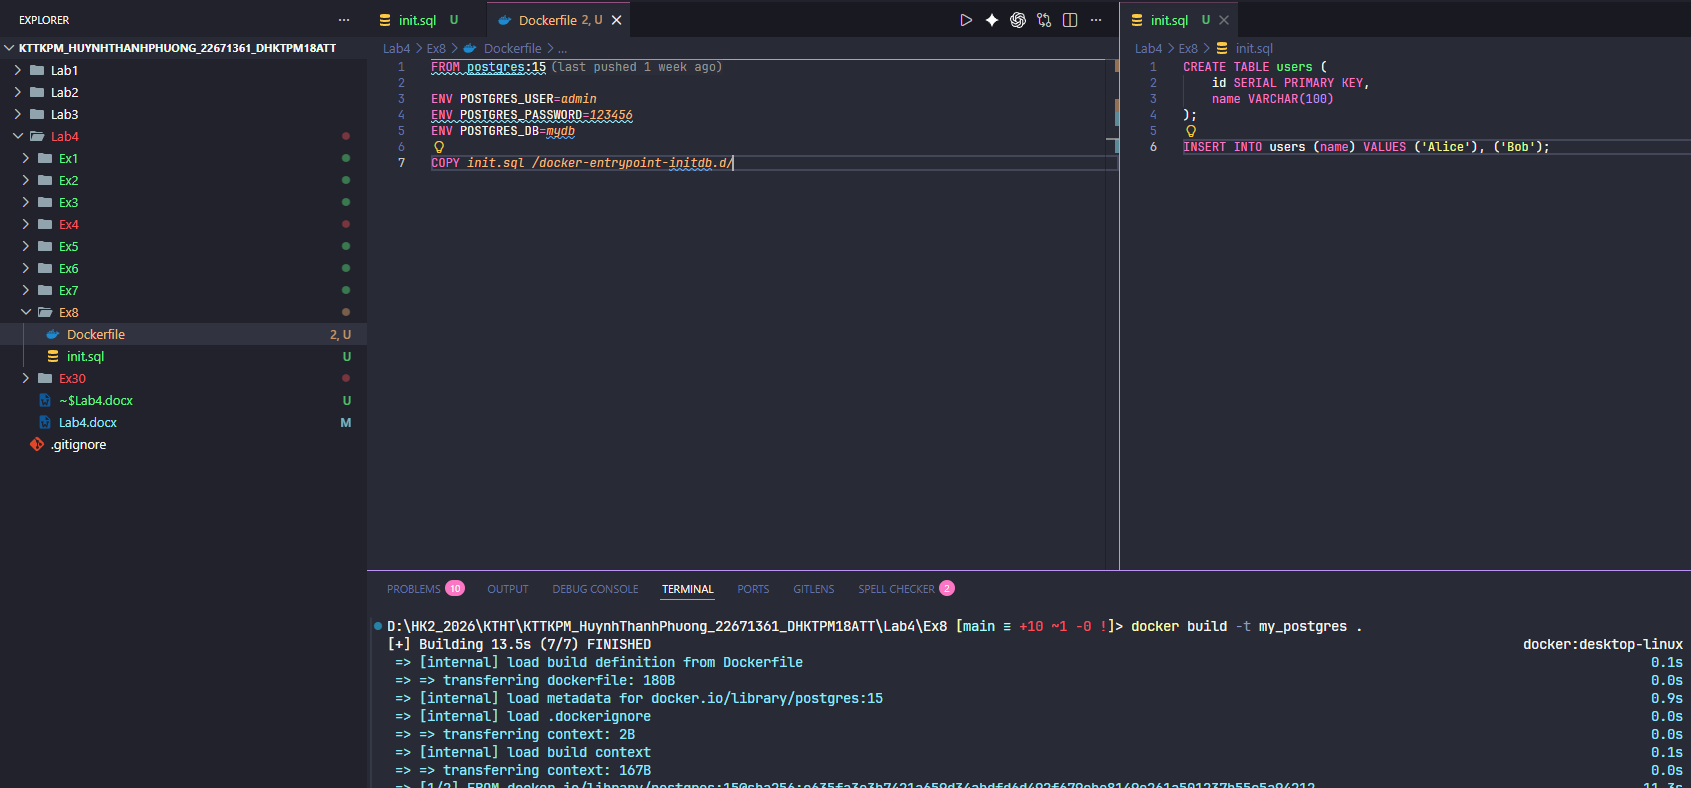 EXPLORER
KTTKPM_HUYNHTHANHPHUONG_22671361_DHKTPM18ATT
Lab1
Lab2
Lab3
Lab4
Ex1
Ex2
Ex3
Ex4
Ex5
Ex6
Ex7
Ex8
Dockerfile 2, U
init.sql U
Ex30
~$Lab4.docx U
Lab4.docx M
.gitignore
init.sql U Dockerfile 2, U
Lab4 > Ex8 > Dockerfile > ...
1 FROM postgres:15 (last pushed 1 week ago)
2
3 ENV POSTGRES_USER=admin
4 ENV POSTGRES_PASSWORD=123456
5 ENV POSTGRES_DB=mydb
6
7 COPY init.sql /docker-entrypoint-initdb.d/
init.sql U
Lab4 > Ex8 > init.sql
1 CREATE TABLE users (
2 id SERIAL PRIMARY KEY,
3 name VARCHAR(100)
4 );
5
6 INSERT INTO users (name) VALUES ('Alice'), ('Bob');
PROBLEMS 10 OUTPUT DEBUG CONSOLE TERMINAL PORTS GITLENS SPELL CHECKER 2
D:\HK2_2026\KTHT\KTTKPM_HuynhThanhPhuong_22671361_DHKTPM18ATT\Lab4\Ex8 [main ≡ +10 ~1 -0 !]> docker build -t my_postgres .
[+] Building 13.5s (7/7) FINISHED docker:desktop-linux
=> [internal] load build definition from Dockerfile 0.1s
=> => transferring dockerfile: 180B 0.0s
=> [internal] load metadata for docker.io/library/postgres:15 0.9s
=> [internal] load .dockerignore 0.0s
=> => transferring context: 2B 0.0s
=> [internal] load build context 0.1s
=> => transferring context: 167B 0.0s
=> [1/2] FROM 11.3s